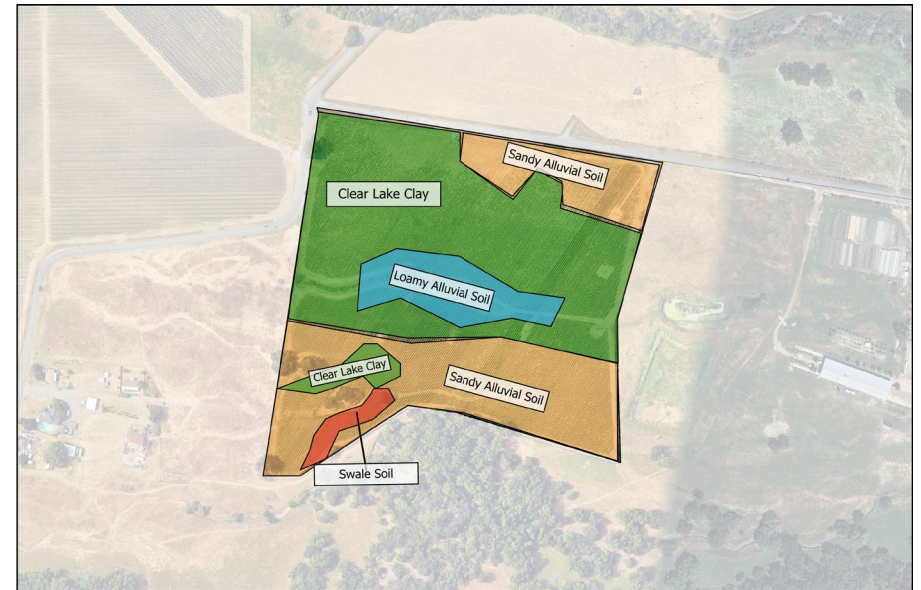 Sandy Alluvial Soil
Clear Lake Clay
Loamy Alluvial Soil
Clear Lake Clay
Sandy Alluvial Soil
Swale Soil